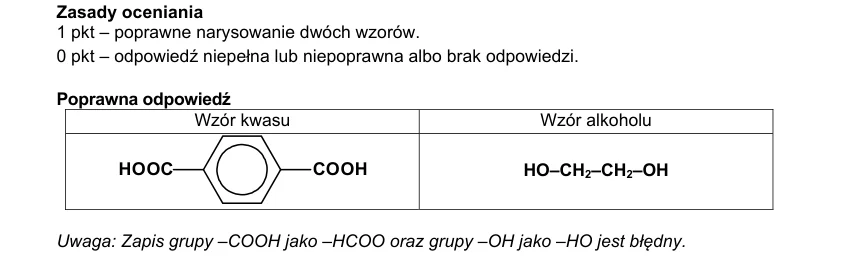 Zasady oceniania
1 pkt – poprawne narysowanie dwóch wzorów.
0 pkt – odpowiedź niepełna lub niepoprawna albo brak odpowiedzi.
Poprawna odpowiedź
Wzór kwasu Wzór alkoholu
HOOC COOH HO–CH₂–CH₂–OH
Uwaga: Zapis grupy –COOH jako –HCOO oraz grupy –OH jako –HO jest błędny.